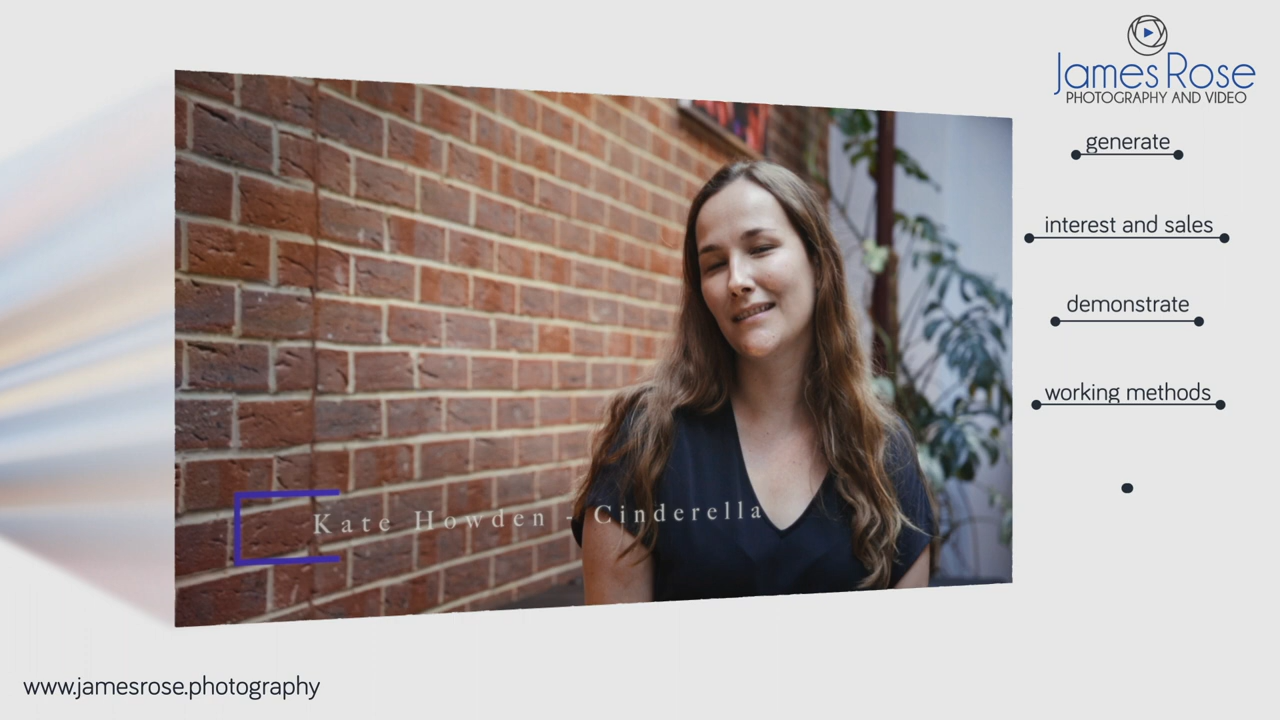 James Rose
PHOTOGRAPHY AND VIDEO
generate
interest and sales
demonstrate
working methods
Kate Howden - Cinderella
www.jamesrose.photography